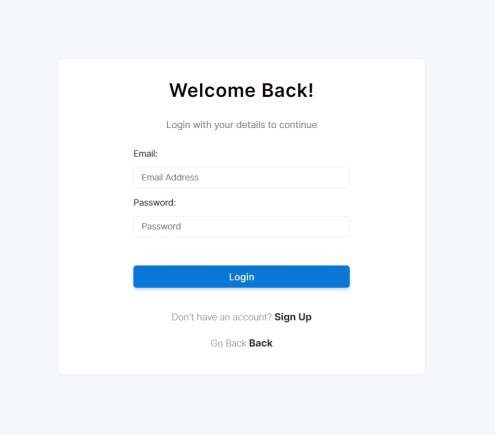 Welcome Back!
Login with your details to continue
Email:
Email Address
Password:
Password
Login
Don't have an account? Sign Up
Go Back Back